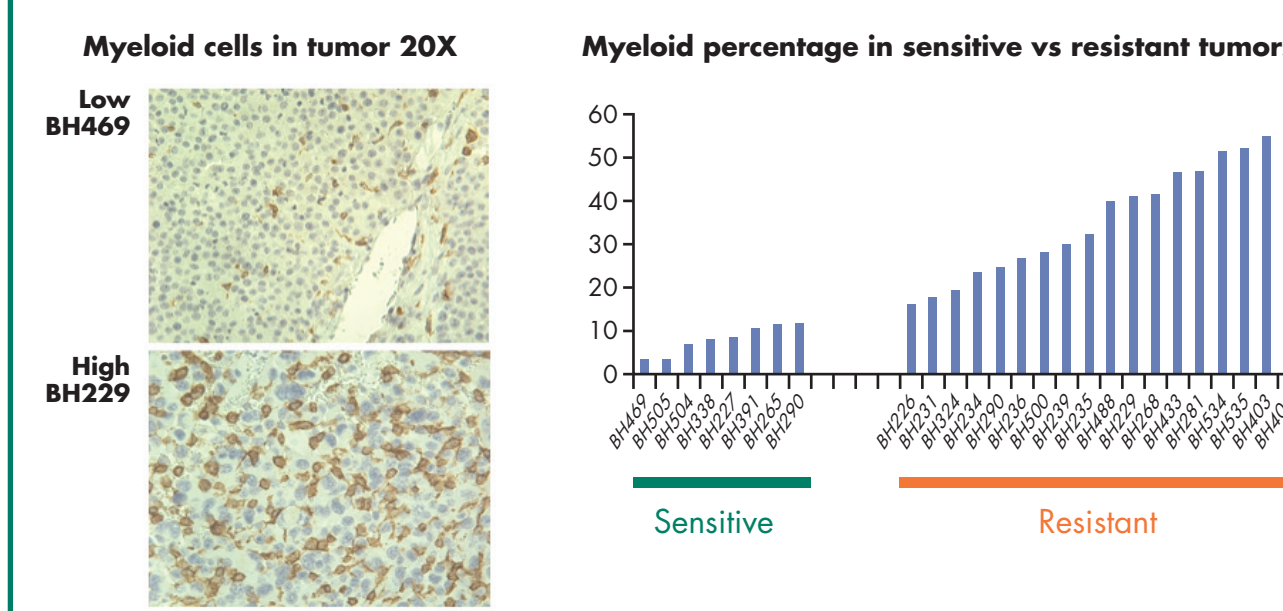 Myeloid cells in tumor 20X
Low
BH469
High
BH229
Myeloid percentage in sensitive vs resistant tumor
60
50
40
30
20
10
0
BH469
BH505
BH504
BH338
BH227
BH391
BH265
BH290
BH226
BH231
BH324
BH234
BH290
BH236
BH500
BH239
BH235
BH488
BH229
BH268
BH433
BH281
BH534
BH535
BH403
Sensitive
Resistant